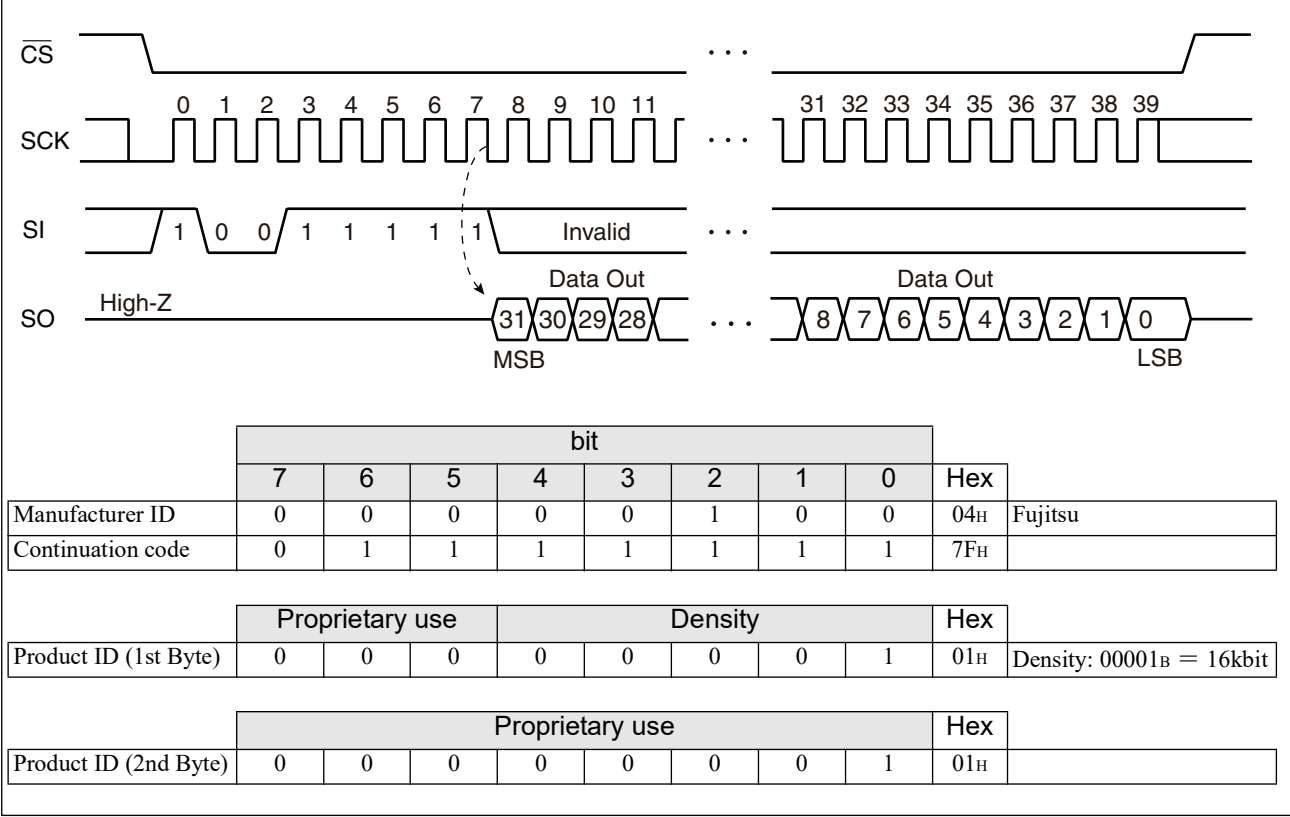 CS
0 1 2 3 4 5 6 7 8 9 10 11 31 32 33 34 35 36 37 38 39
SCK
. . .
SI 1 0 0 1 1 1 1 1 Invalid . . .
Data Out Data Out
High-Z
SO 31 30 29 28 . . . 8 7 6 5 4 3 2 1 0
MSB LSB
bit
7 6 5 4 3 2 1 0 Hex
Manufacturer ID 0 0 0 0 0 1 0 0 04H Fujitsu
Continuation code 0 1 1 1 1 1 1 1 7FH
Proprietary use Density Hex
Product ID (1st Byte) 0 0 0 0 0 0 0 1 01H Density: 00001B = 16kbit
Proprietary use Hex
Product ID (2nd Byte) 0 0 0 0 0 0 0 1 01H